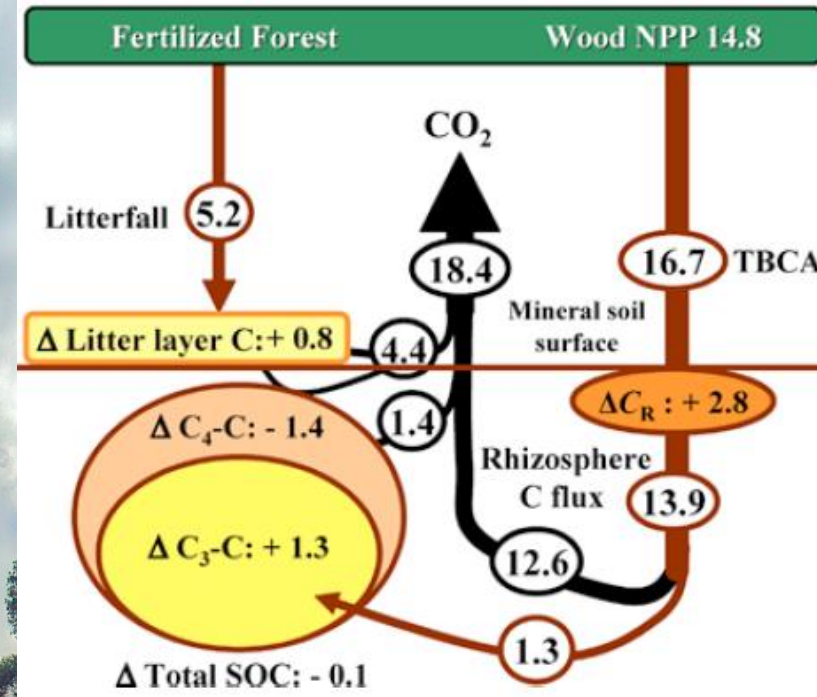 Fertilized Forest
Wood NPP 14.8
CO₂
Litterfall
5.2
18.4
16.7
TBCA
Mineral soil
surface
Δ Litter layer C:+ 0.8
4.4
ΔC_R : + 2.8
Δ C₄-C: - 1.4
1.4
Rhizosphere
C flux
13.9
Δ C₃-C: + 1.3
12.6
1.3
Δ Total SOC: - 0.1